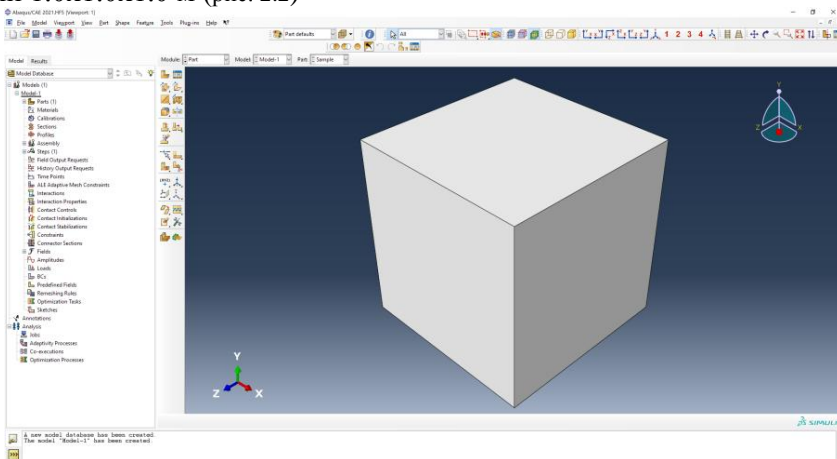 Abaqus/CAE 2021.HF5 [Viewport: 1]
File Model Viewport View Part Shape Feature Tools Plug-ins Help
Part defaults All 1 2 3 4
Model Results Module: Part Model: Model-1 Part: Sample
Model Database
Models (1)
Model-1
Parts (1)
Materials
Calibrations
Sections
Profiles
Assembly
Steps (1)
Field Output Requests
History Output Requests
Time Points
ALE Adaptive Mesh Constraints
Interactions
Interaction Properties
Contact Controls
Contact Initializations
Contact Stabilizations
Constraints
Connector Sections
Fields
Amplitudes
Loads
BCs
Predefined Fields
Remeshing Rules
Optimization Tasks
Sketches
Annotations
Analysis
Jobs
Adaptivity Processes
Co-executions
Optimization Processes
Y
Z X
Y
Z X
SIMULI
A new model database has been created.
The model "Model-1" has been created.